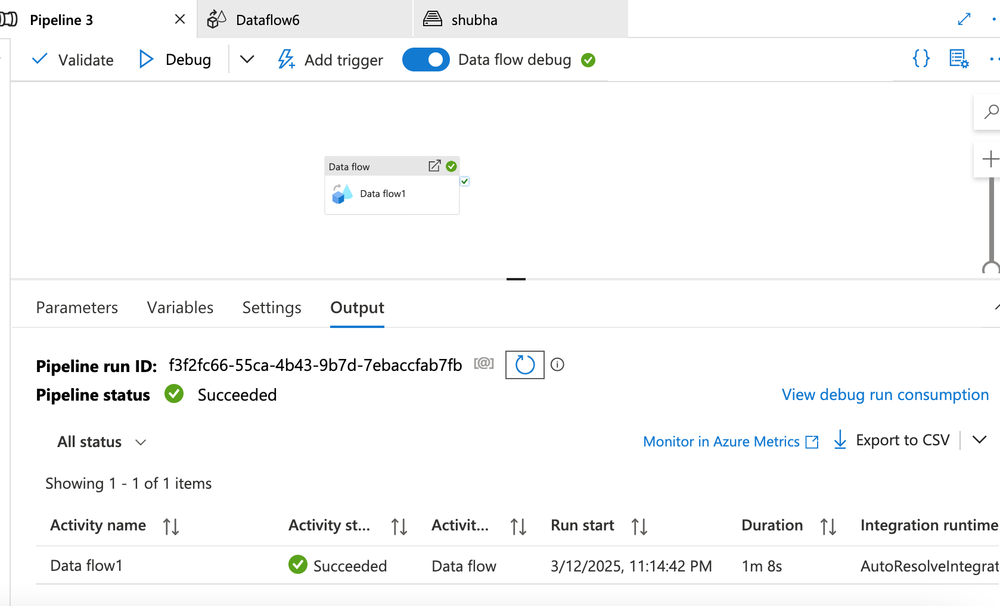 Pipeline 3 Dataflow6 shubha
Validate Debug Add trigger Data flow debug
Data flow
Data flow1
Parameters Variables Settings Output
Pipeline run ID: f3f2fc66-55ca-4b43-9b7d-7ebaccfab7fb [@]
Pipeline status Succeeded
View debug run consumption
All status Monitor in Azure Metrics Export to CSV
Showing 1 - 1 of 1 items
Activity name Activity st... Activit... Run start Duration Integration runtime
Data flow1 Succeeded Data flow 3/12/2025, 11:14:42 PM 1m 8s AutoResolveIntegrat